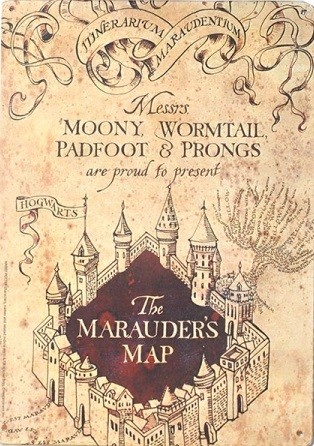 ITINERARIUM
MARAUDENTIUM
Messrs
MOONY, WORMTAIL,
PADFOOT & PRONGS
are proud to present
HOGWARTS
The
MARAUDER'S
MAP